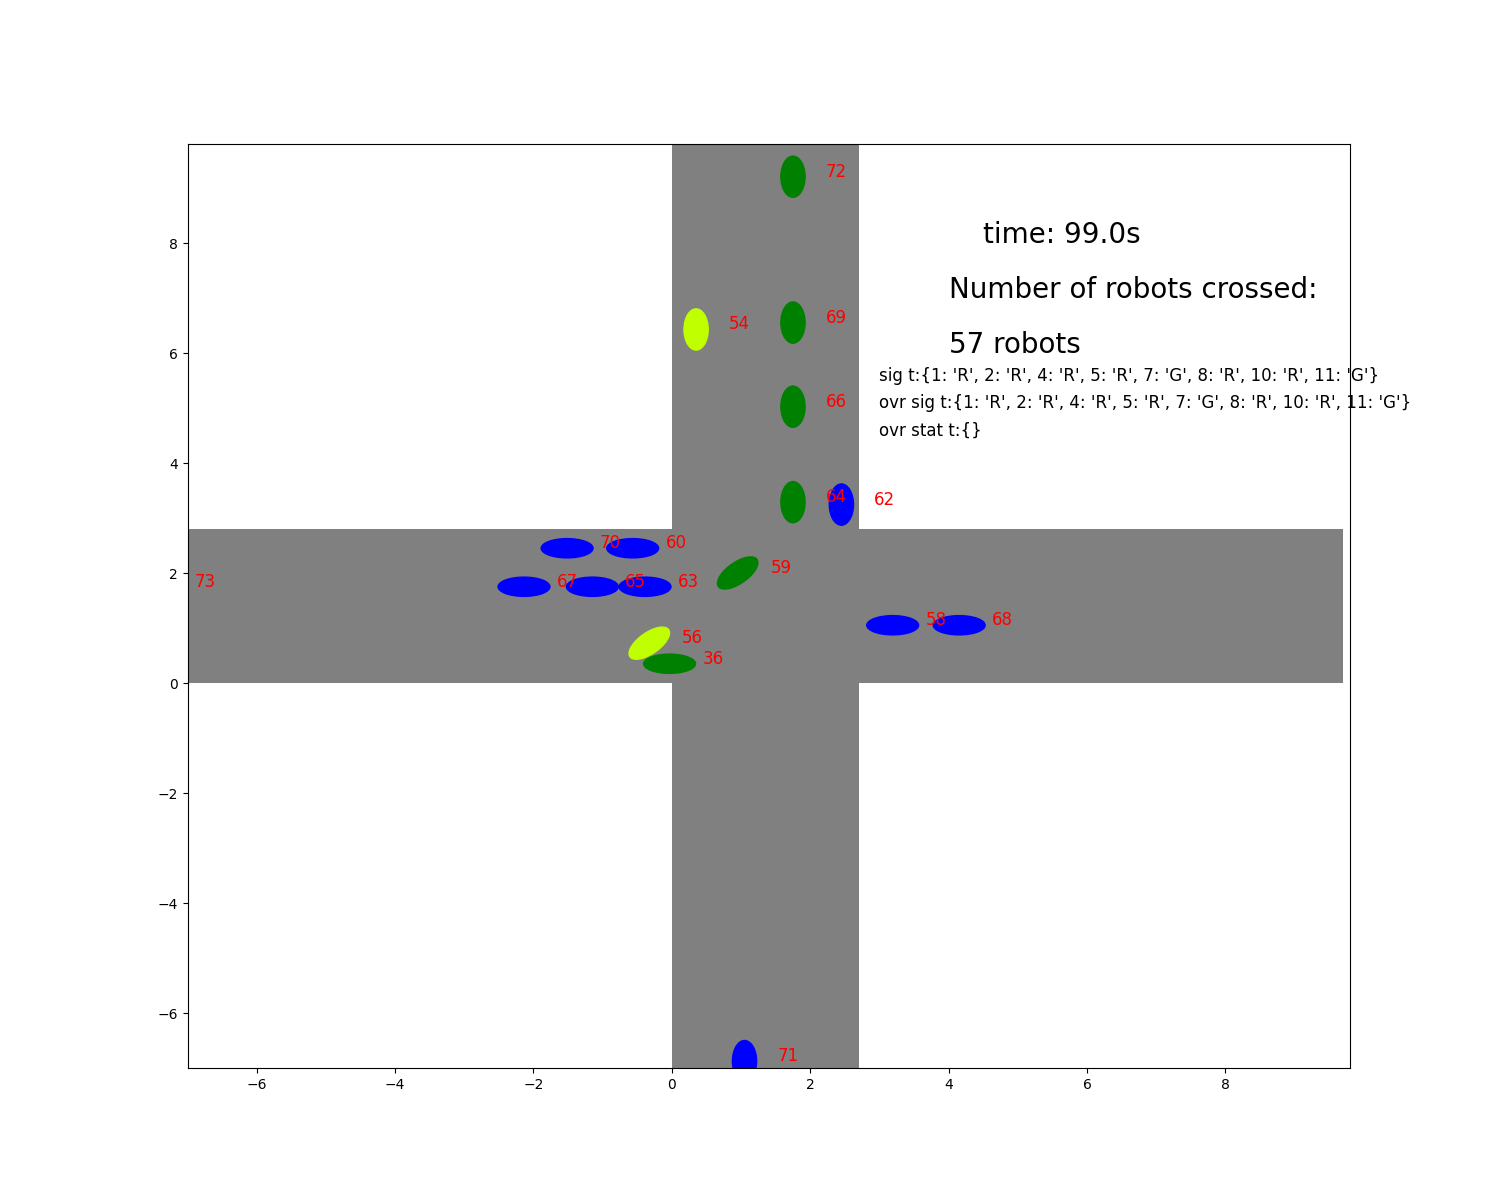 72
time: 99.0s
Number of robots crossed:
69
54
57 robots
sig t:{1: 'R', 2: 'R', 4: 'R', 5: 'R', 7: 'G', 8: 'R', 10: 'R', 11: 'G'}
66
ovr sig t:{1: 'R', 2: 'R', 4: 'R', 5: 'R', 7: 'G', 8: 'R', 10: 'R', 11: 'G'}
ovr stat t:{}
64 62
70 60
59
73 67 65 63
58 68
56
36
71
8
6
4
2
0
−2
−4
−6
−6 −4 −2 0 2 4 6 8